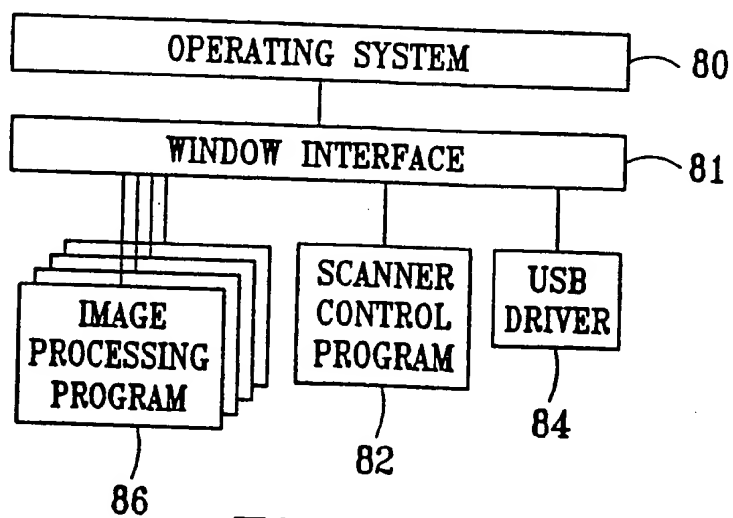 OPERATING SYSTEM
80
WINDOW INTERFACE
81
IMAGE
PROCESSING
PROGRAM
SCANNER
CONTROL
PROGRAM
USB
DRIVER
84
82
86